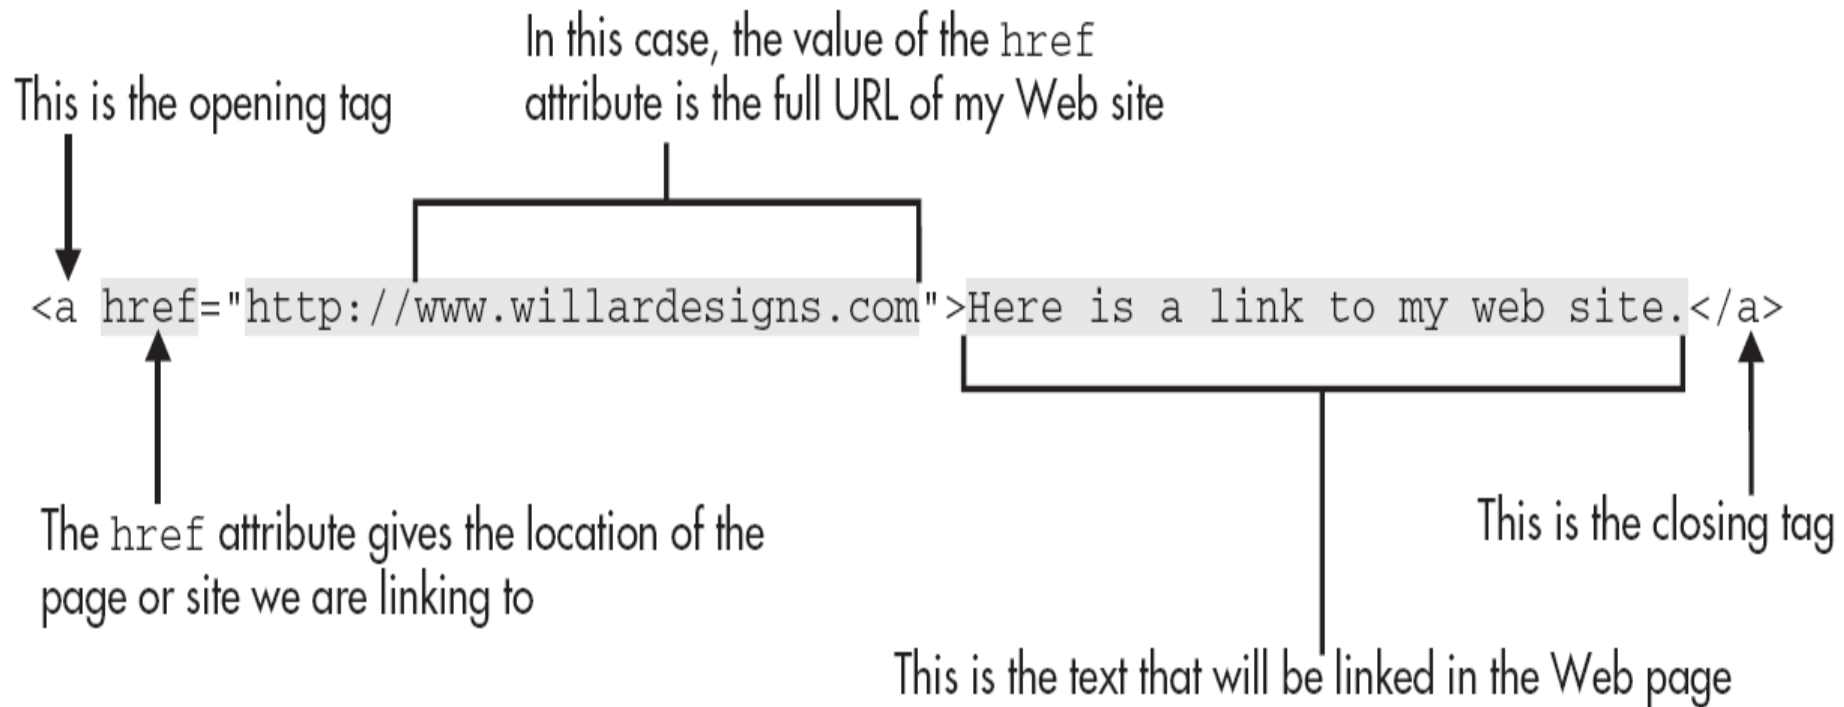 In this case, the value of the href
attribute is the full URL of my Web site
This is the opening tag
<a href="http://www.willardesigns.com">Here is a link to my web site.</a>
The href attribute gives the location of the
page or site we are linking to
This is the closing tag
This is the text that will be linked in the Web page